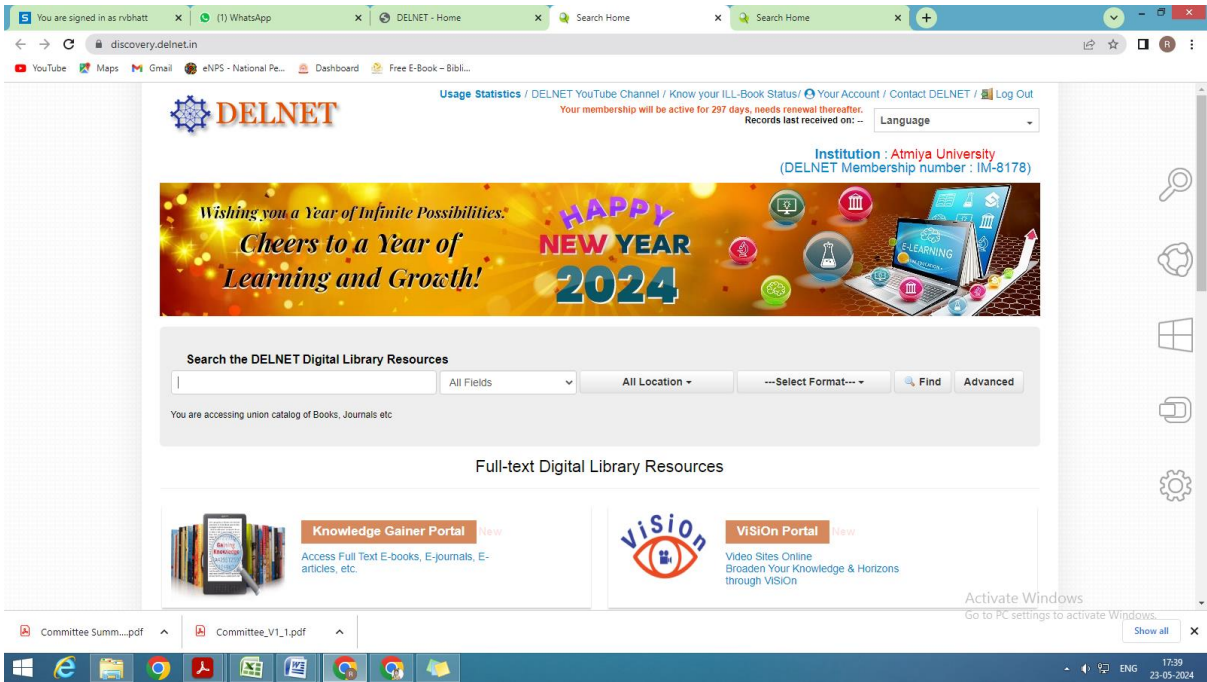 You are signed in as rvbhatt
(1) WhatsApp
DELNET - Home
Search Home
Search Home
discovery.delnet.in
YouTube Maps Gmail eNPS - National Pe... Dashboard Free E-Book – Bibli...
Usage Statistics / DELNET YouTube Channel / Know your ILL-Book Status/ Your Account / Contact DELNET / Log Out
DELNET
Your membership will be active for 297 days, needs renewal thereafter.
Records last received on: --
Language
Institution : Atmiya University
(DELNET Membership number : IM-8178)
Wishing you a Year of Infinite Possibilities.
Cheers to a Year of
Learning and Growth!
HAPPY
NEW YEAR
2024
E-LEARNING
Search the DELNET Digital Library Resources
All Fields All Location ---Select Format--- Find Advanced
You are accessing union catalog of Books, Journals etc
Full-text Digital Library Resources
Knowledge Gainer Portal New
Access Full Text E-books, E-journals, E-
articles, etc.
ViSiOn
ViSiOn Portal New
Video Sites Online
Broaden Your Knowledge & Horizons
through ViSiOn
Activate Windows
Go to PC settings to activate Windows.
Committee Summ....pdf
Committee_V1_1.pdf
Show all
ENG
17:39
23-05-2024